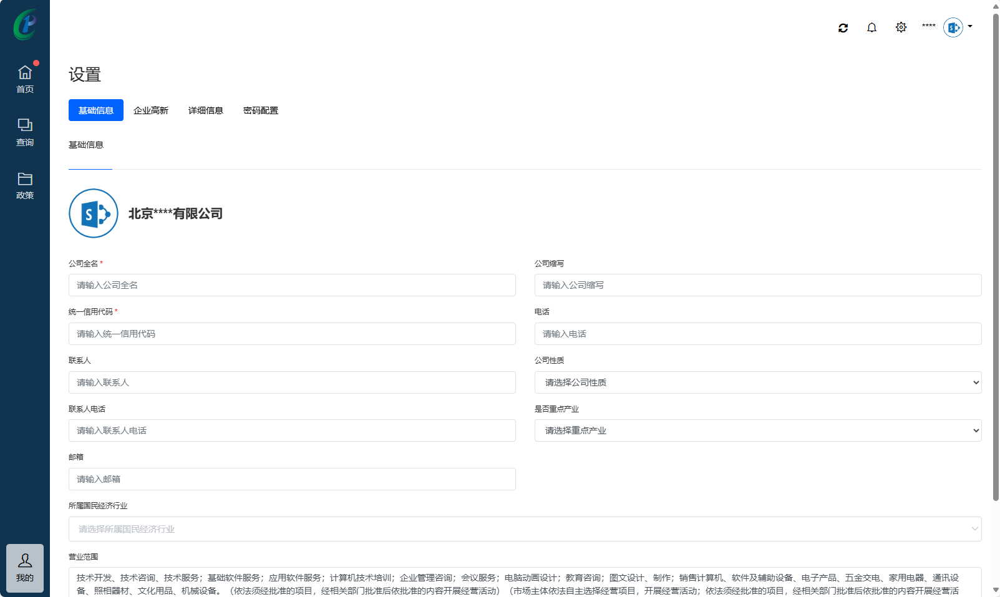 ****
首页
查询
政策
我的
设置
基础信息 企业高新 详细信息 密码配置
基础信息
北京****有限公司
公司全名 *
请输入公司全名
公司缩写
请输入公司缩写
统一信用代码 *
请输入统一信用代码
电话
请输入电话
联系人
请输入联系人
公司性质
请选择公司性质
联系人电话
请输入联系人电话
是否重点产业
请选择重点产业
邮箱
请输入邮箱
所属国民经济行业
请选择所属国民经济行业
营业范围
技术开发、技术咨询、技术服务；基础软件服务；应用软件服务；计算机技术培训；企业管理咨询；会议服务；电脑动画设计；教育咨询；图文设计、制作；销售计算机、软件及辅助设备、电子产品、五金交电、家用电器、通讯设
备、照相器材、文化用品、机械设备。（依法须经批准的项目，经相关部门批准后依批准的内容开展经营活动）（市场主体依法自主选择经营项目，开展经营活动；依法须经批准的项目，经相关部门批准后依批准的内容开展经营活